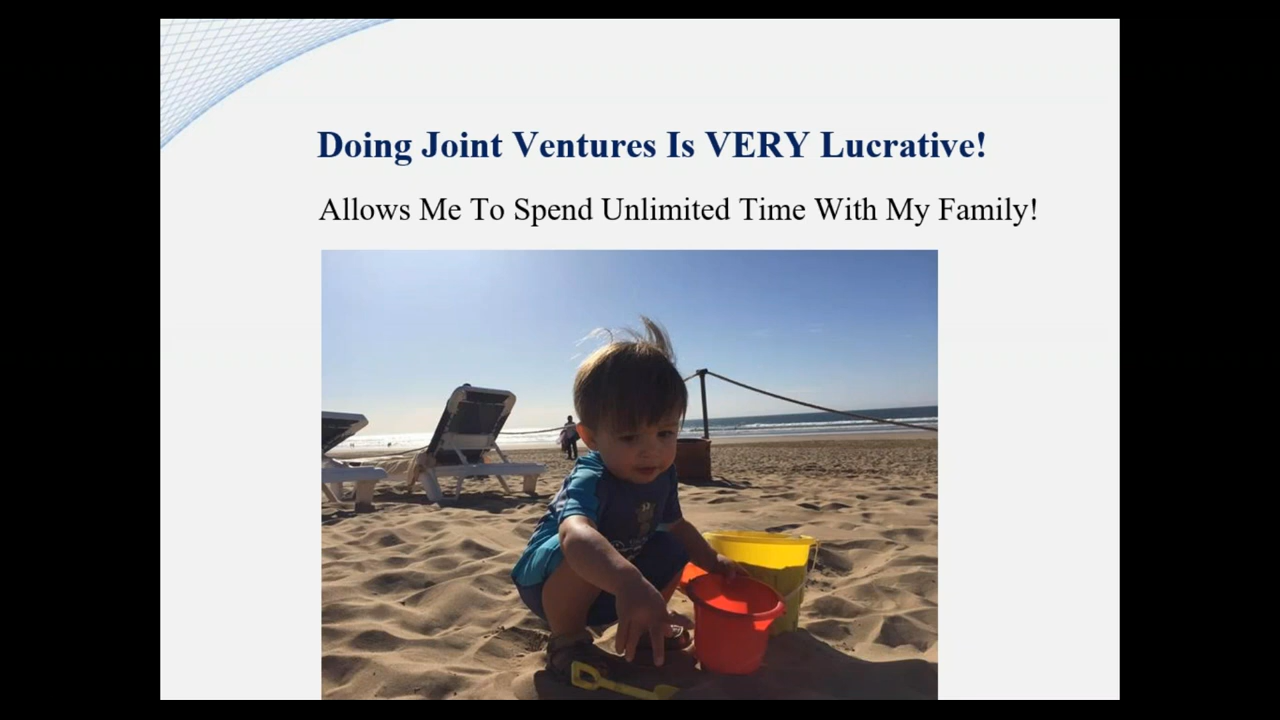 Doing Joint Ventures Is VERY Lucrative!
Allows Me To Spend Unlimited Time With My Family!